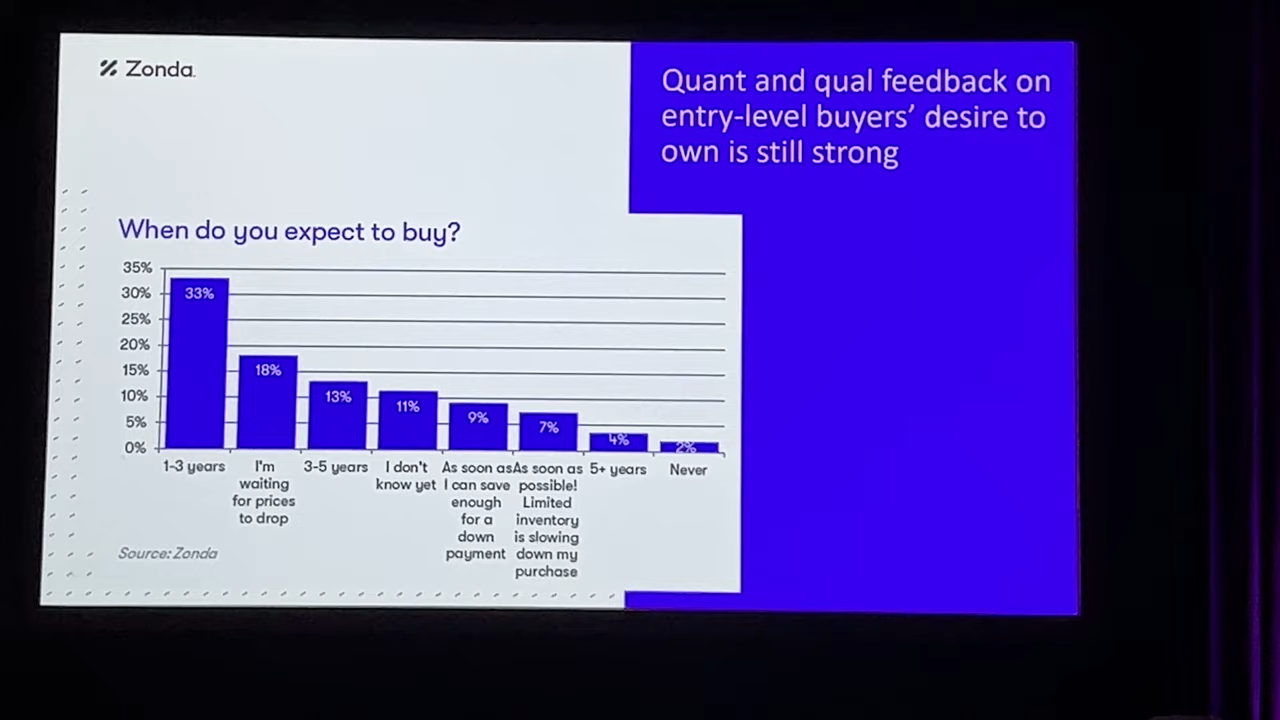 Zonda.
Quant and qual feedback on
entry-level buyers’ desire to
own is still strong
When do you expect to buy?
35%
30%
25%
20%
15%
10%
5%
0%
33%
18%
13%
11%
9%
7%
4%
2%
1-3 years
I'm
waiting
for prices
to drop
3-5 years
I don't
know yet
As soon as
I can save
enough
for a
down
payment
As soon as
possible!
Limited
inventory
is slowing
down my
purchase
5+ years
Never
Source: Zonda